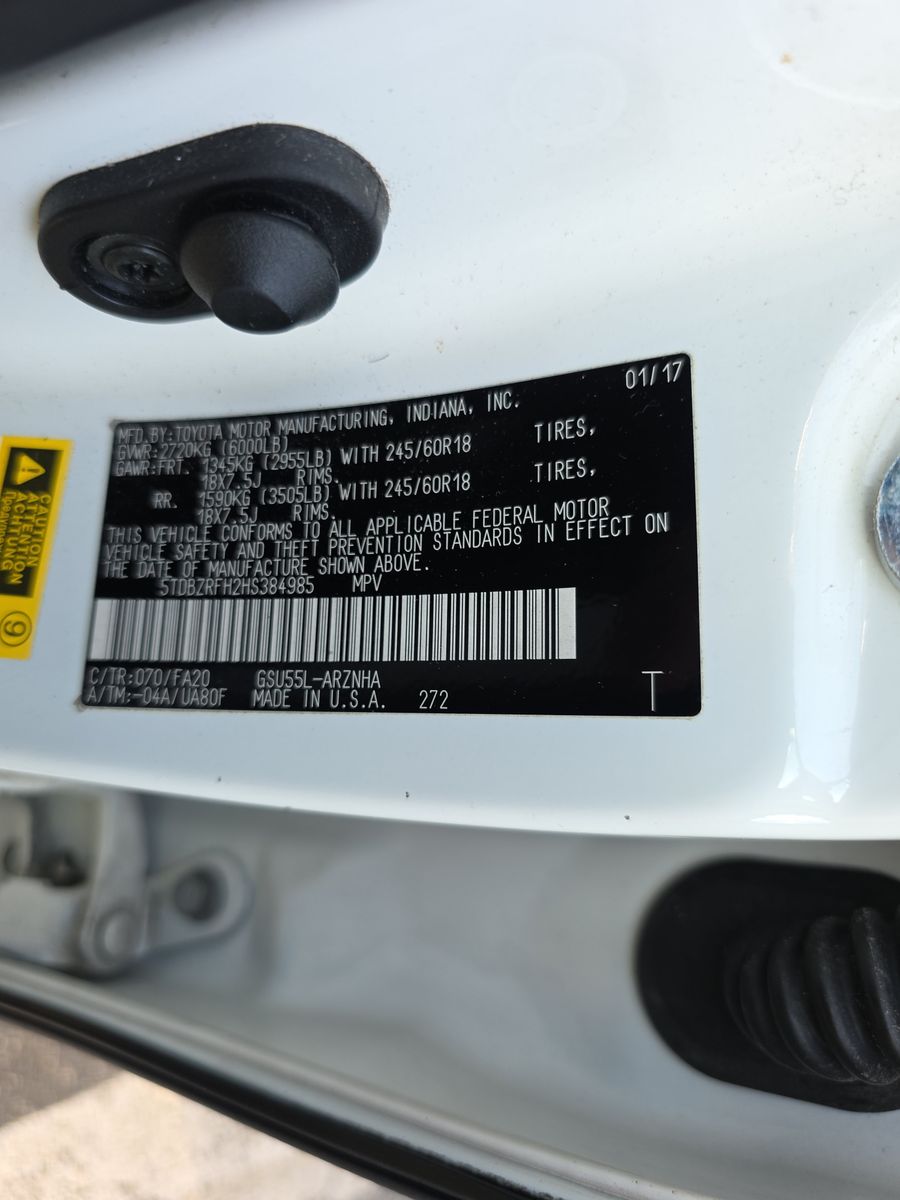 01/17
MFD.BY:TOYOTA MOTOR MANUFACTURING, INDIANA, INC.
GVWR:2720KG (6000LB)
GAWR:FRT. 1345KG (2955LB) WITH 245/60R18 TIRES,
18X7.5J RIMS.
RR. 1590KG (3505LB) WITH 245/60R18 TIRES,
18X7.5J RIMS.
THIS VEHICLE CONFORMS TO ALL APPLICABLE FEDERAL MOTOR
VEHICLE SAFETY AND THEFT PREVENTION STANDARDS IN EFFECT ON
THE DATE OF MANUFACTURE SHOWN ABOVE.
5TDBZRFH2HS384985 MPV
C/TR:070/FA20 GSU55L-ARZNHA
A/TM:-04A/UA80F MADE IN U.S.A. 272 T
CAUTION
ATTENTION
ACHTUNG
9